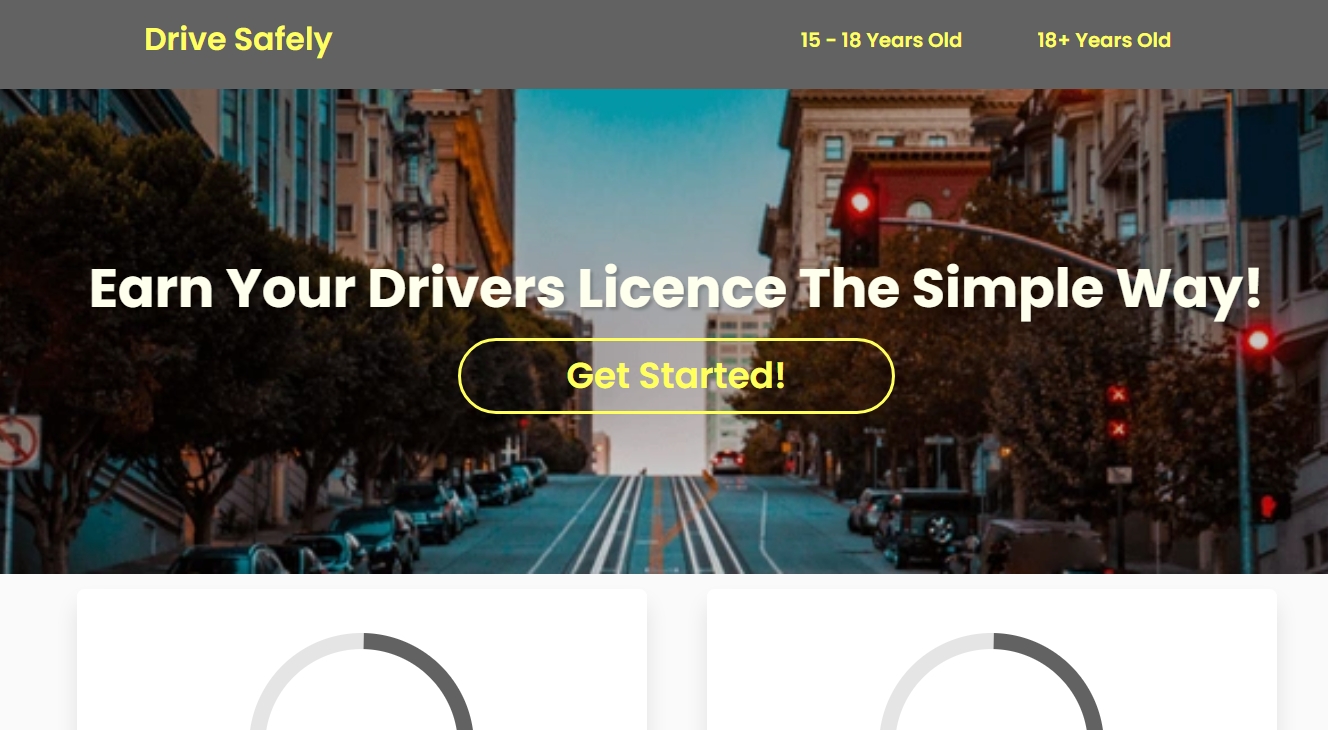 Drive Safely
15 - 18 Years Old
18+ Years Old
Earn Your Drivers Licence The Simple Way!
Get Started!